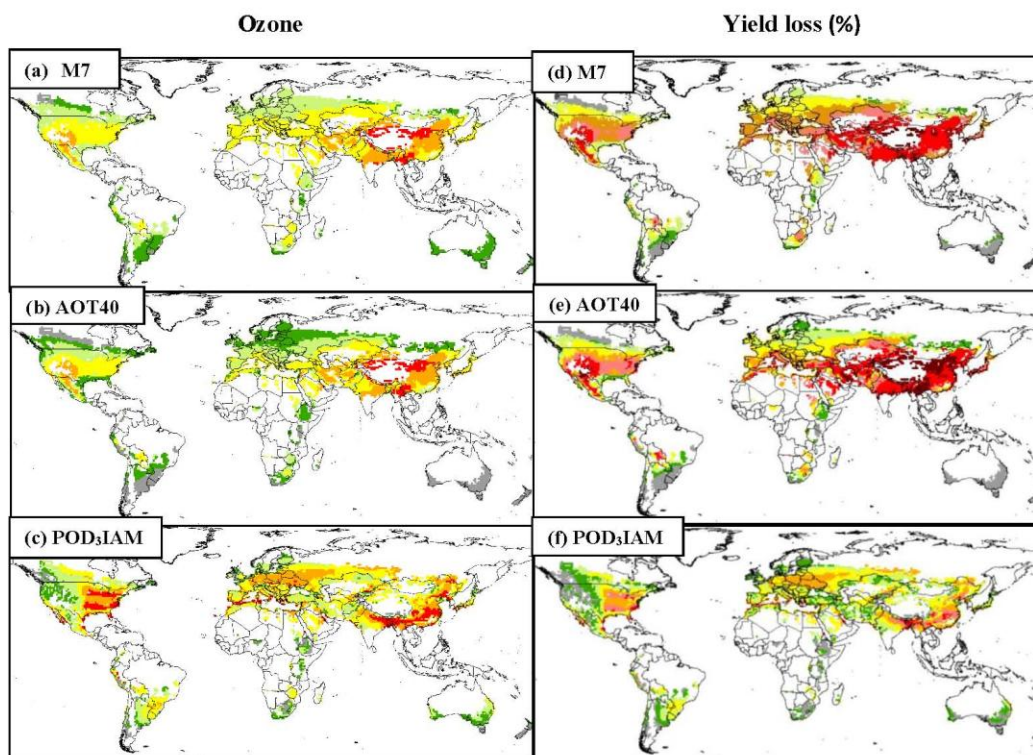 Ozone
Yield loss (%)
(a) M7
(d) M7
(b) AOT40
(e) AOT40
(c) POD₃IAM
(f) POD₃IAM